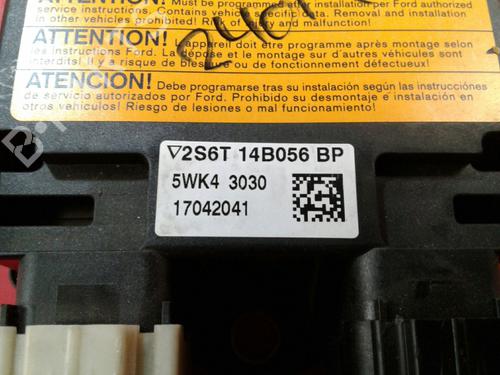 Must be programmed after installation per Ford authorized
service instructions. Contains vehicle specific data. Removal and installation
in other vehicles prohibited! Risk of injury and malfunction!
ATTENTION! L'appareil doit être programme après montage selon
les instructions Ford. La dépose et le montage sur d'autres véhicules sont
interdits! Il y a risque de blessure ou de fonctionnement défectueux!
ATENCION! Debe programarse tras su instalación según las instrucciones
de servicio autorizados por Ford. Prohibido su desmontaje e instalación en
otros vehículos! Riesgo de lesión o mal funcionamiento!
2S6T 14B056 BP
5WK4 3030
17042041